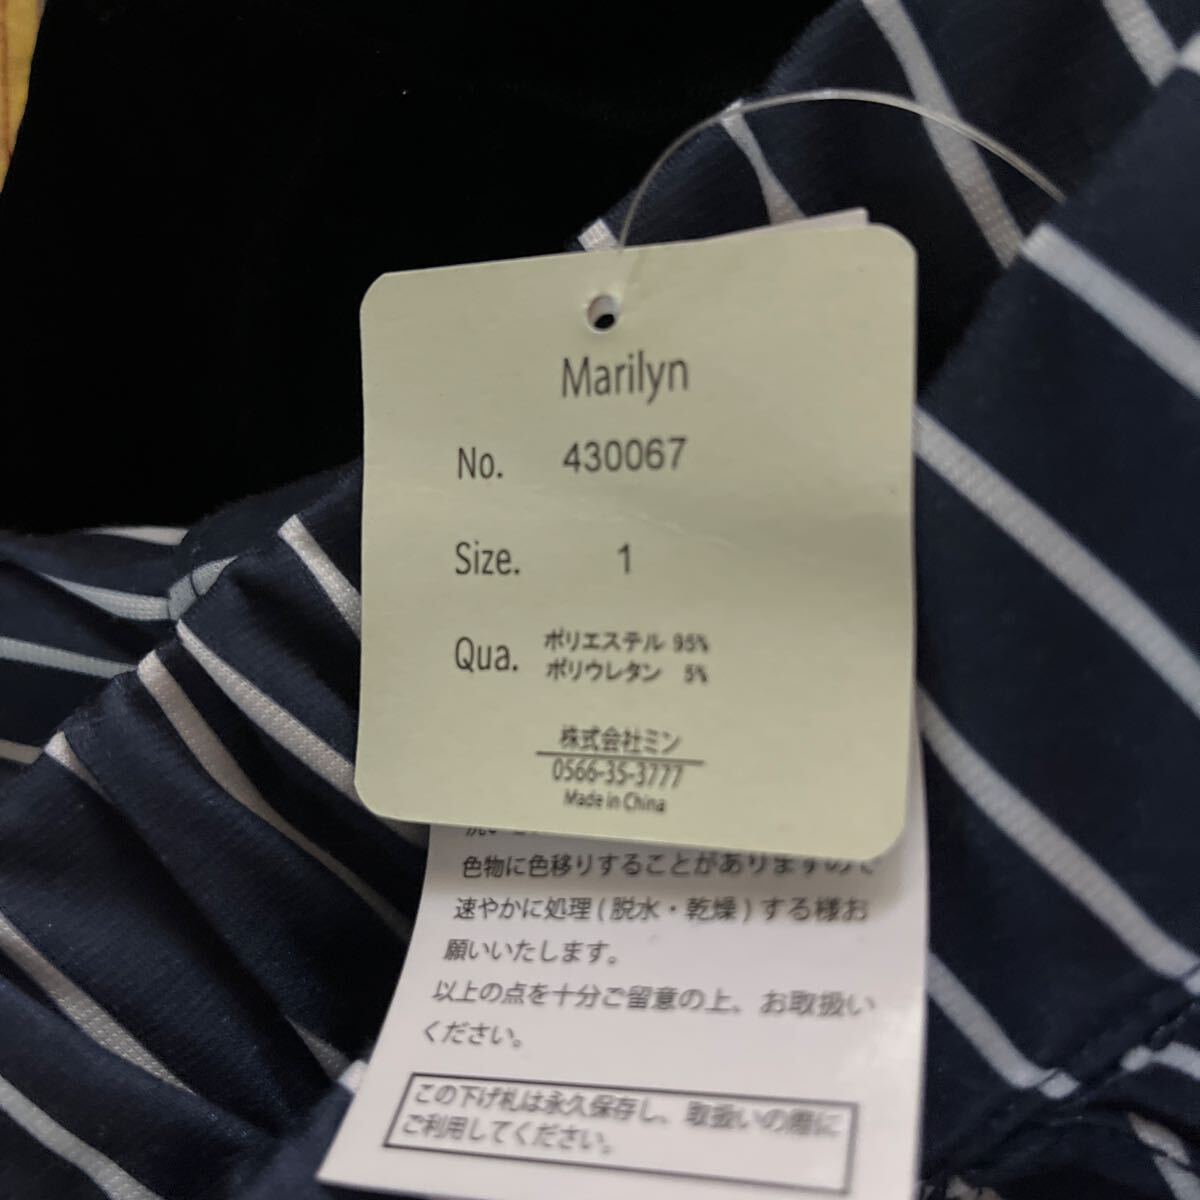 Marilyn
No. 430067
Size. 1
Qua. ポリエステル 95%
ポリウレタン 5%
株式会社ミン
0566-35-3777
Made in China
色物に色移りすることがありますので
速やかに処理(脱水・乾燥)する様お
願いいたします。
以上の点を十分ご留意の上、お取扱い
ください。
この下げ札は永久保存し、取扱いの際に
ご利用してください。